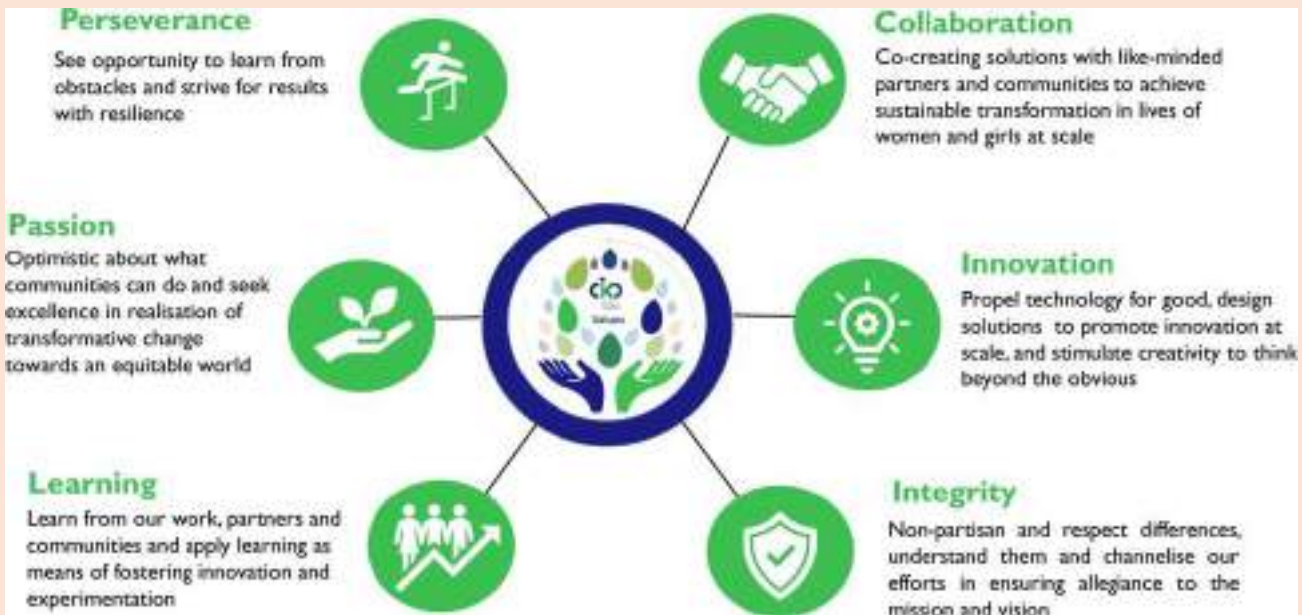 Perseverance
See opportunity to learn from
obstacles and strive for results
with resilience
Collaboration
Co-creating solutions with like-minded
partners and communities to achieve
sustainable transformation in lives of
women and girls at scale
Passion
Optimistic about what
communities can do and seek
excellence in realisation of
transformative change
towards an equitable world
Innovation
Propel technology for good, design
solutions to promote innovation at
scale, and stimulate creativity to think
beyond the obvious
Learning
Learn from our work, partners and
communities and apply learning as
means of fostering innovation and
experimentation
Integrity
Non-partisan and respect differences,
understand them and channelise our
efforts in ensuring allegiance to the
mission and vision